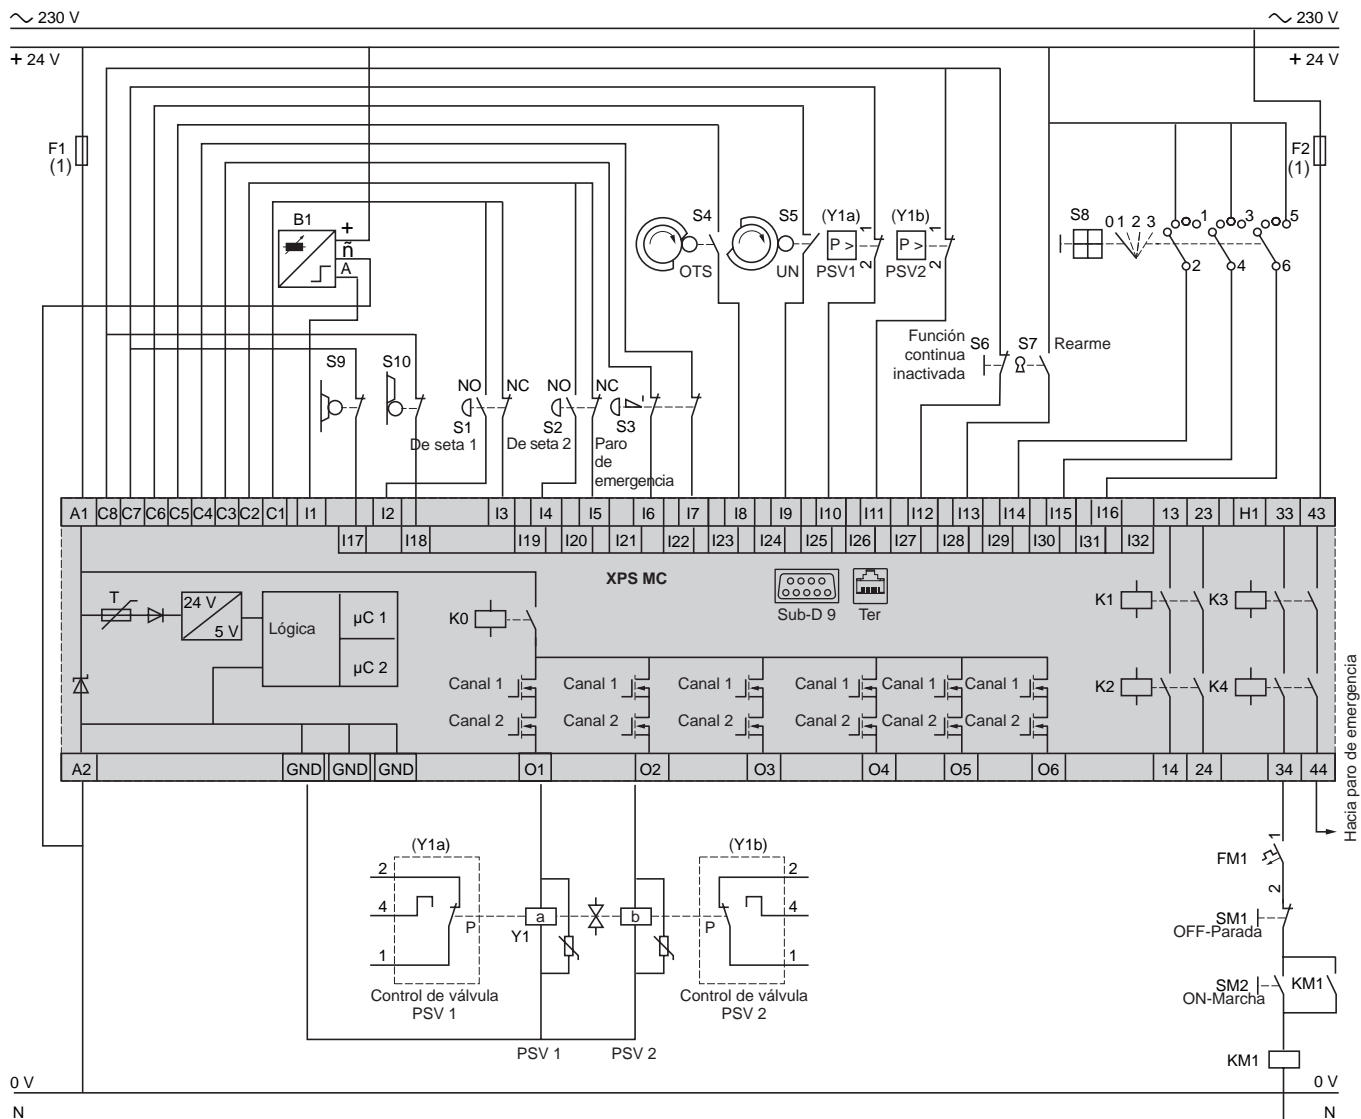 230 V
230 V
+ 24 V
+ 24 V
F1
(1)
F2
(1)
B1
+
ñ
A
S4
OTS
S5
UN
(Y1a)
P >
1
2
PSV1
(Y1b)
P >
1
2
PSV2
S8
0 1 2 3
1
3
5
2
4
6
Función
continua
inactivada
S6
S7
Rearme
S9
S10
NO
NC
S1
De seta 1
NO
NC
S2
De seta 2
S3
Paro
de
emergencia
A1 C8 C7 C6 C5 C4 C3 C2 C1 I1 I2 I3 I4 I5 I6 I7 I8 I9 I10 I11 I12 I13 I14 I15 I16 13 23 H1 33 43
I17 I18 I19 I20 I21 I22 I23 I24 I25 I26 I27 I28 I29 I30 I31 I32
XPS MC
Sub-D 9
Ter
T
24 V
5 V
Lógica
µC 1
µC 2
K0
K1
K3
K2
K4
Canal 1 Canal 1 Canal 1 Canal 1 Canal 1 Canal 1
Canal 2 Canal 2 Canal 2 Canal 2 Canal 2 Canal 2
A2 GND GND GND O1 O2 O3 O4 O5 O6 14 24 34 44
Hacia paro de emergencia
(Y1a)
2
4
1
P
Control de válvula
PSV 1
a
Y1
b
(Y1b)
2
4
1
P
Control de válvula
PSV 2
PSV 1
PSV 2
1
FM1
2
SM1
OFF-Parada
SM2
ON-Marcha
KM1
KM1
0 V
0 V
N
N